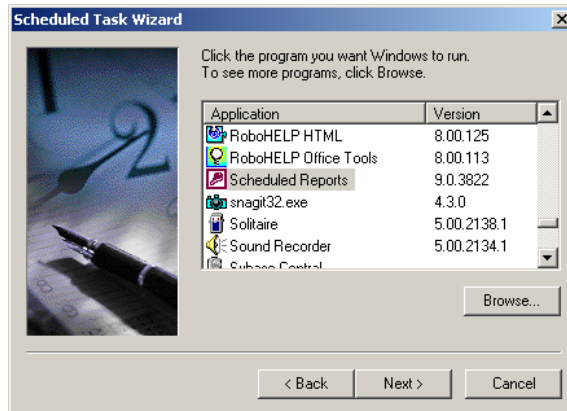 Scheduled Task Wizard
Click the program you want Windows to run.
To see more programs, click Browse.
Application Version
RoboHELP HTML 8.00.125
RoboHELP Office Tools 8.00.113
Scheduled Reports 9.0.3822
snagit32.exe 4.3.0
Solitaire 5.00.2138.1
Sound Recorder 5.00.2134.1
Sybase Central
Browse...
< Back Next > Cancel